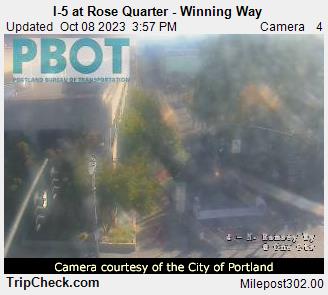 I-5 at Rose Quarter - Winning Way
Updated Oct 08 2023 3:57 PM Camera 4
PBOT
PORTLAND BUREAU OF TRANSPORTATION
Camera courtesy of the City of Portland
TripCheck.com Milepost302.00